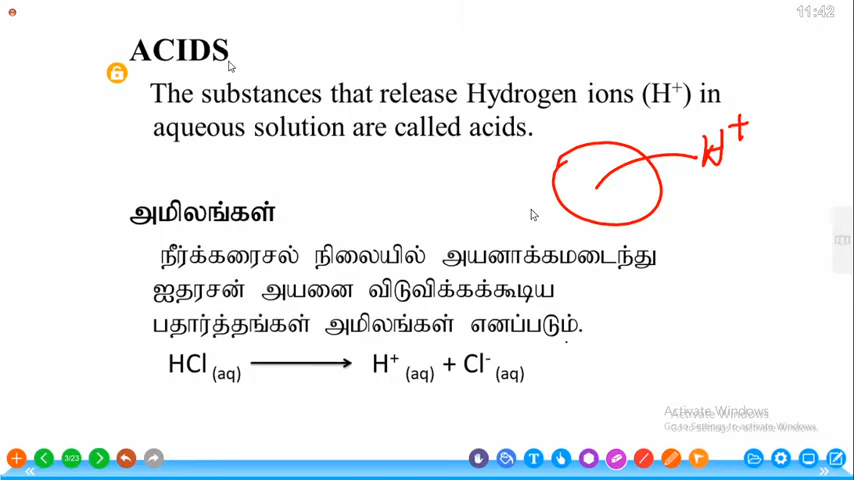 11:42
ACIDS
The substances that release Hydrogen ions (H⁺) in
aqueous solution are called acids.
H⁺
அமிலங்கள்
நீர்க்கரைசல் நிலையில் அயனாக்கமடைந்து
ஐதரசன் அயனை விடுவிக்கக்கூடிய
பதார்த்தங்கள் அமிலங்கள் எனப்படும்.
HCl (aq) ⟶ H⁺ (aq) + Cl⁻ (aq)
Activate Windows
Go to Settings to activate Windows.
3/23